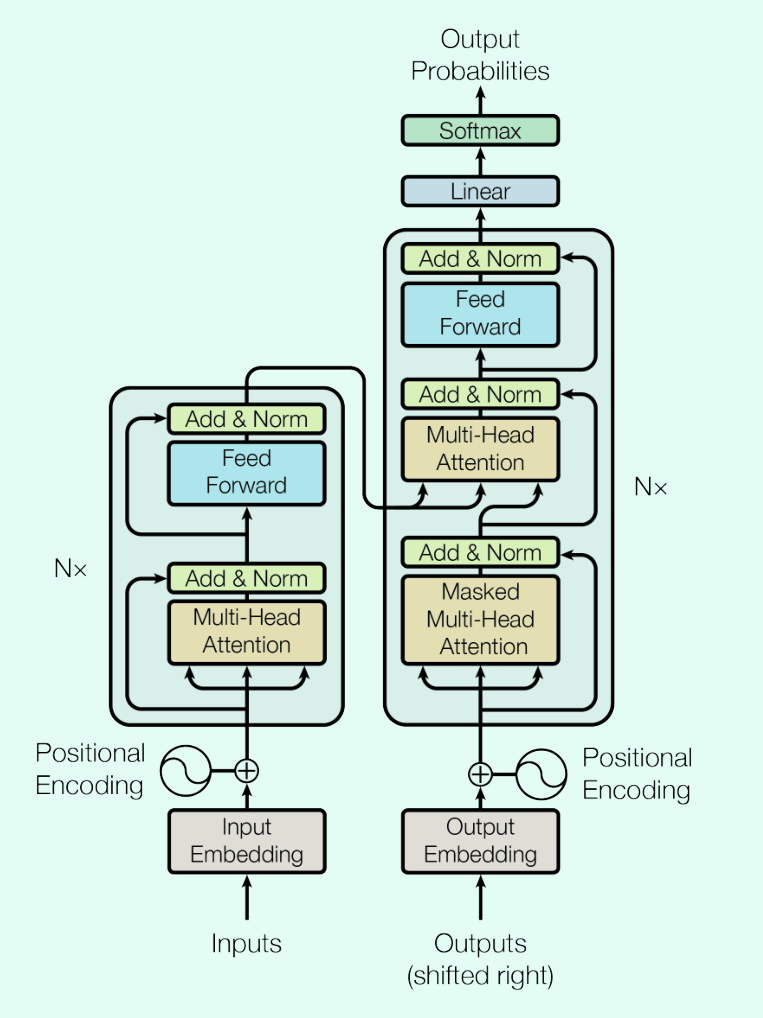 Output
Probabilities
Softmax
Linear
Add & Norm
Feed
Forward
Add & Norm
Multi-Head
Attention
Add & Norm
Masked
Multi-Head
Attention
N×
Add & Norm
Feed
Forward
Add & Norm
Multi-Head
Attention
N×
Positional
Encoding
Positional
Encoding
Input
Embedding
Output
Embedding
Inputs
Outputs
(shifted right)